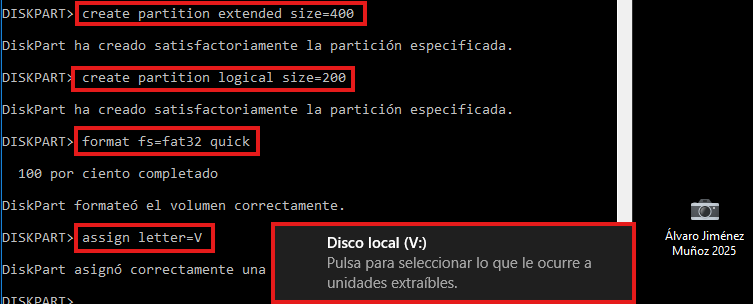 DISKPART> create partition extended size=400
DiskPart ha creado satisfactoriamente la partición especificada.
DISKPART> create partition logical size=200
DiskPart ha creado satisfactoriamente la partición especificada.
DISKPART> format fs=fat32 quick
100 por ciento completado
DiskPart formateó el volumen correctamente.
DISKPART> assign letter=V
DiskPart asignó correctamente una
DISKPART>
Disco local (V:)
Pulsa para seleccionar lo que le ocurre a
unidades extraíbles.
Álvaro Jiménez
Muñoz 2025